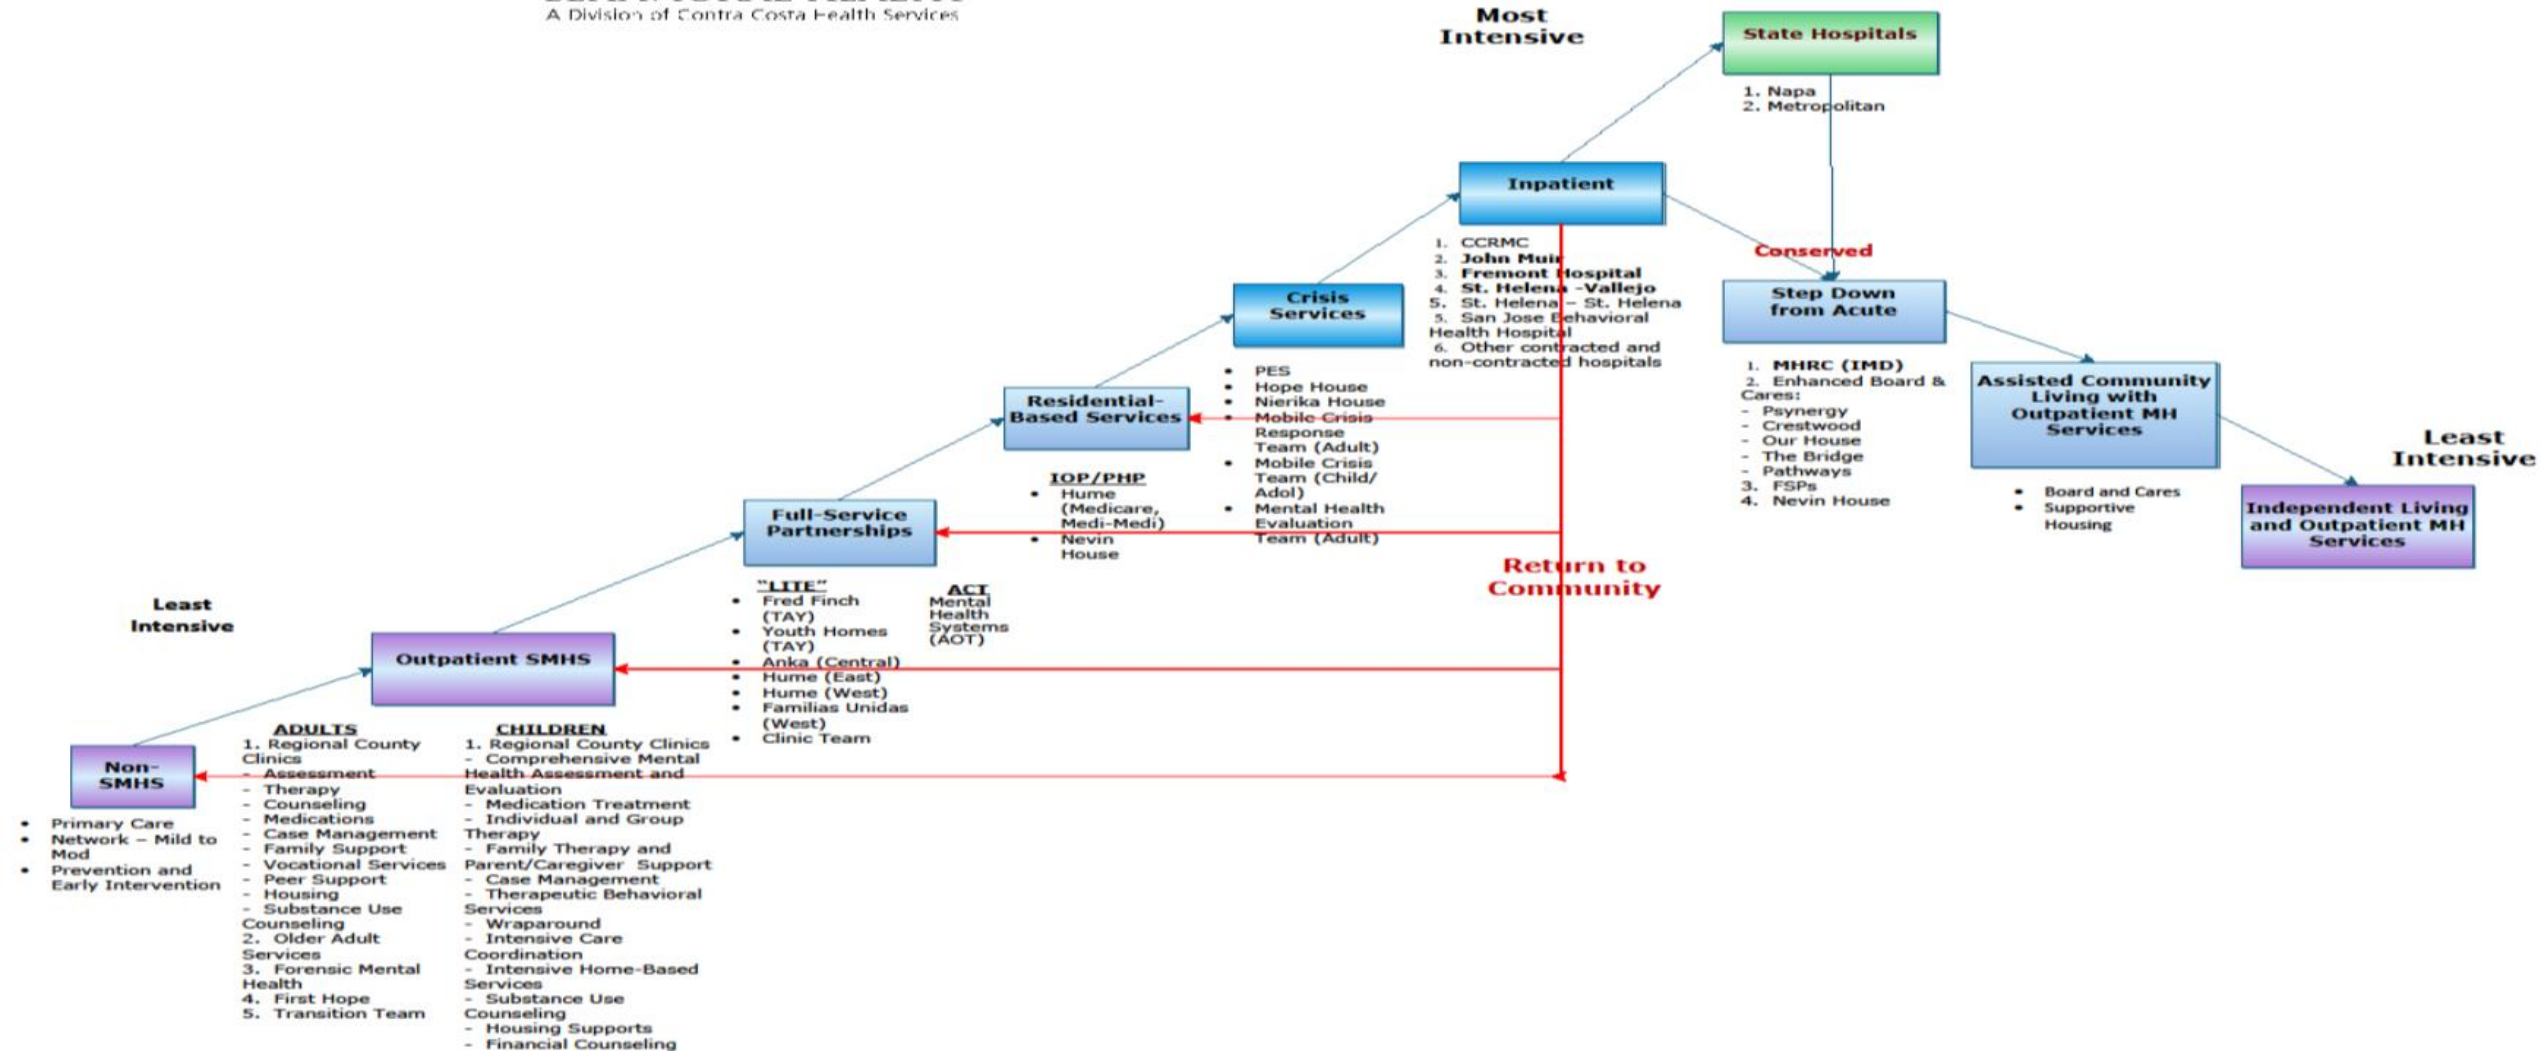 A Division of Contra Costa Health Services
Most
Intensive
State Hospitals
1. Napa
2. Metropolitan
Inpatient
1. CCRMC
2. John Muir
3. Fremont Hospital
4. St. Helena -Vallejo
5. St. Helena – St. Helena
5. San Jose Behavioral
Health Hospital
6. Other contracted and
non-contracted hospitals
Conserved
Step Down
from Acute
1. MHRC (IMD)
2. Enhanced Board &
Cares:
- Psynergy
- Crestwood
- Our House
- The Bridge
- Pathways
3. FSPs
4. Nevin House
Assisted Community
Living with
Outpatient MH
Services
• Board and Cares
• Supportive
Housing
Least
Intensive
Independent Living
and Outpatient MH
Services
Crisis
Services
• PES
• Hope House
• Nierika House
• Mobile Crisis
Response
Team (Adult)
• Mobile Crisis
Team (Child/
Adol)
• Mental Health
Evaluation
Team (Adult)
Residential-
Based Services
IOP/PHP
• Hume
(Medicare,
Medi-Medi)
• Nevin
House
Return to
Community
Full-Service
Partnerships
"LITE"
• Fred Finch
(TAY)
• Youth Homes
(TAY)
• Anka (Central)
• Hume (East)
• Hume (West)
• Familias Unidas
(West)
• Clinic Team
ACT
Mental
Health
Systems
(AOT)
Least
Intensive
Outpatient SMHS
ADULTS
1. Regional County
Clinics
- Assessment
- Therapy
- Counseling
- Medications
- Case Management
- Family Support
- Vocational Services
- Peer Support
- Housing
- Substance Use
Counseling
2. Older Adult
Services
3. Forensic Mental
Health
4. First Hope
5. Transition Team
CHILDREN
1. Regional County Clinics
- Comprehensive Mental
Health Assessment and
Evaluation
- Medication Treatment
- Individual and Group
Therapy
- Family Therapy and
Parent/Caregiver Support
- Case Management
- Therapeutic Behavioral
Services
- Wraparound
- Intensive Care
Coordination
- Intensive Home-Based
Services
- Substance Use
Counseling
- Housing Supports
- Financial Counseling
Non-
SMHS
• Primary Care
• Network – Mild to
Mod
• Prevention and
Early Intervention